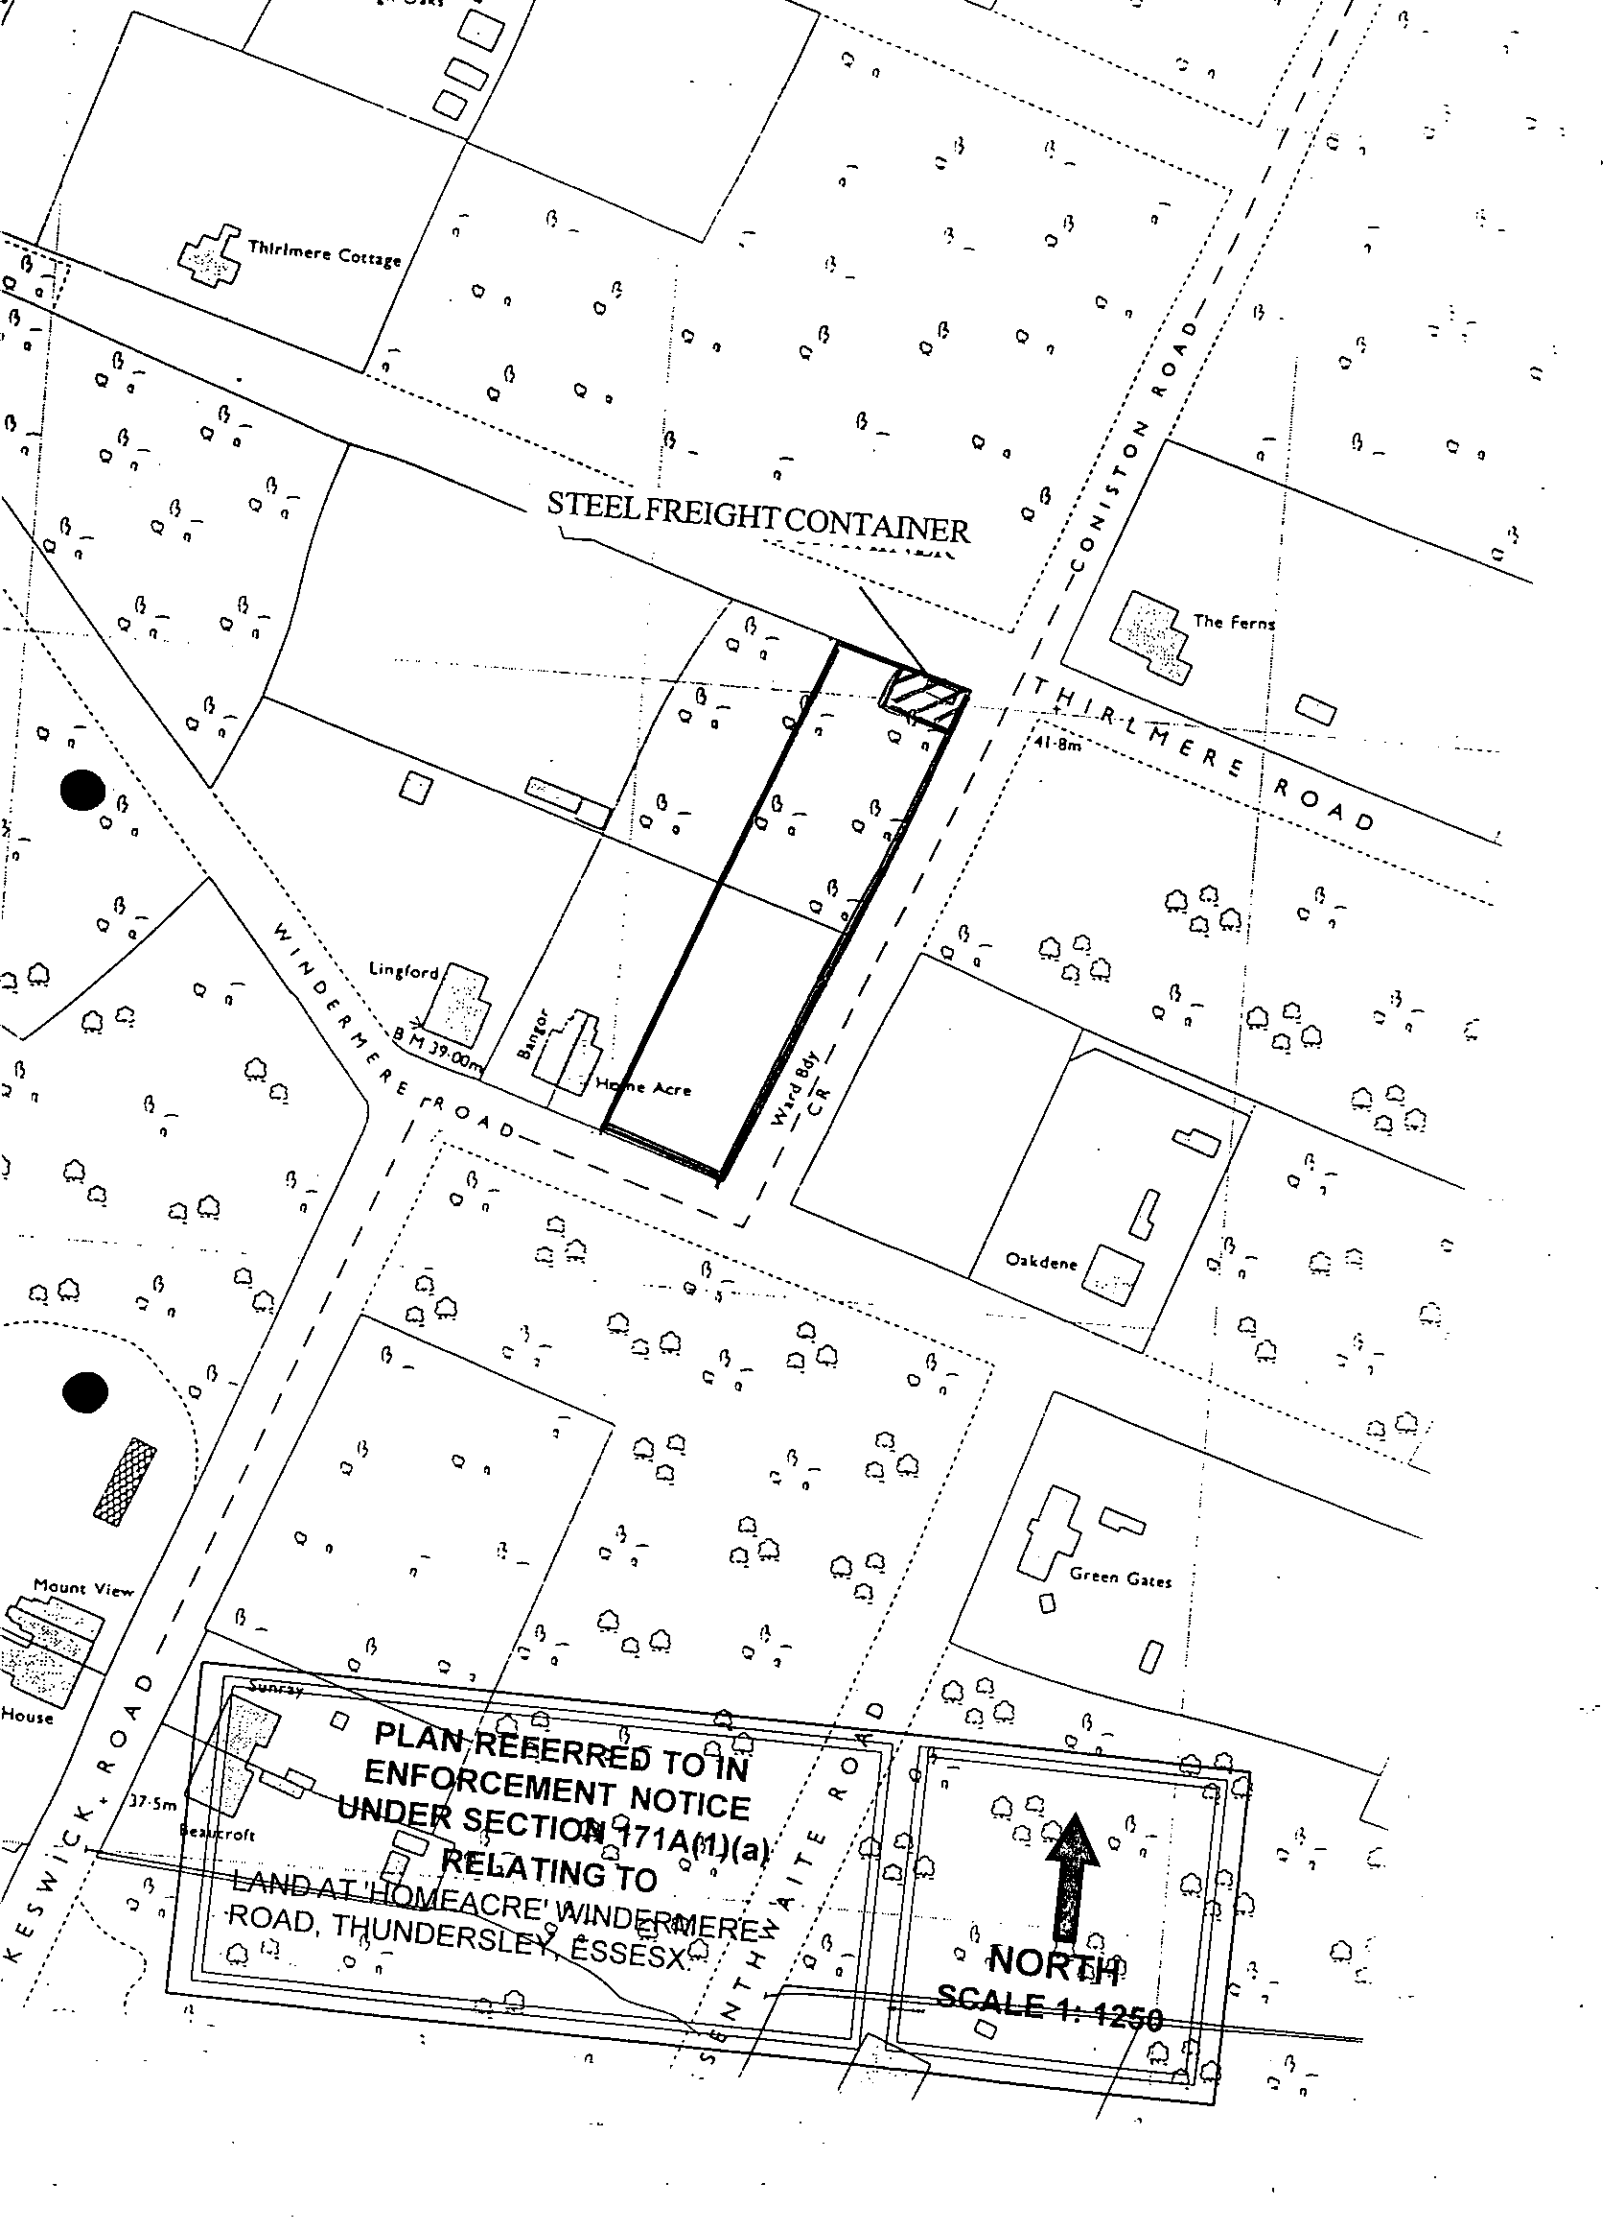 Oaks
Thirlmere Cottage
CONISTON ROAD
STEEL FREIGHT CONTAINER
The Ferns
THIRLMERE ROAD
41·8m
WINDERMERE ROAD
Lingford
B M 39·00m
Bangor
Home Acre
Ward Bdy
CR
Oakdene
Green Gates
Mount View
House
Sunray
KESWICK ROAD
37·5m
Beaucroft
SENTHWAITE ROAD
PLAN REFERRED TO IN
ENFORCEMENT NOTICE
UNDER SECTION 171A(1)(a)
RELATING TO
LAND AT 'HOMEACRE' WINDERMERE
ROAD, THUNDERSLEY, ESSESX.
NORTH
SCALE 1: 1250